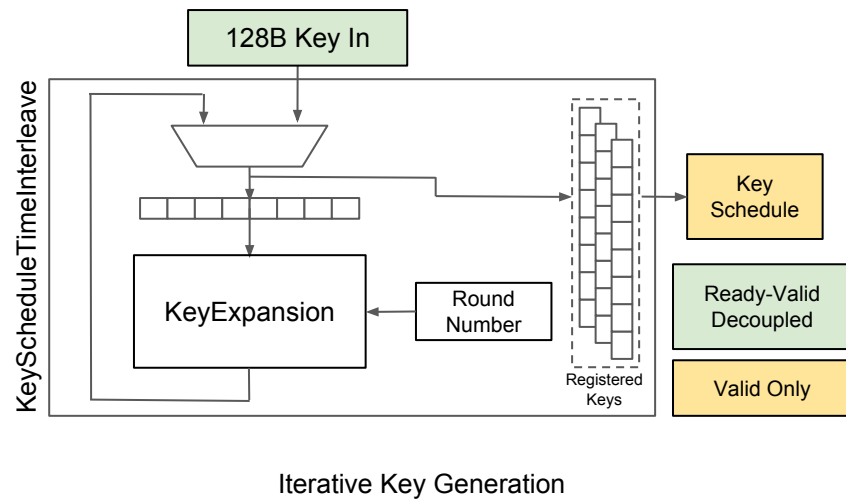 128B Key In
KeyScheduleTimeInterleave
KeyExpansion
Round
Number
Registered
Keys
Key
Schedule
Ready-Valid
Decoupled
Valid Only
Iterative Key Generation